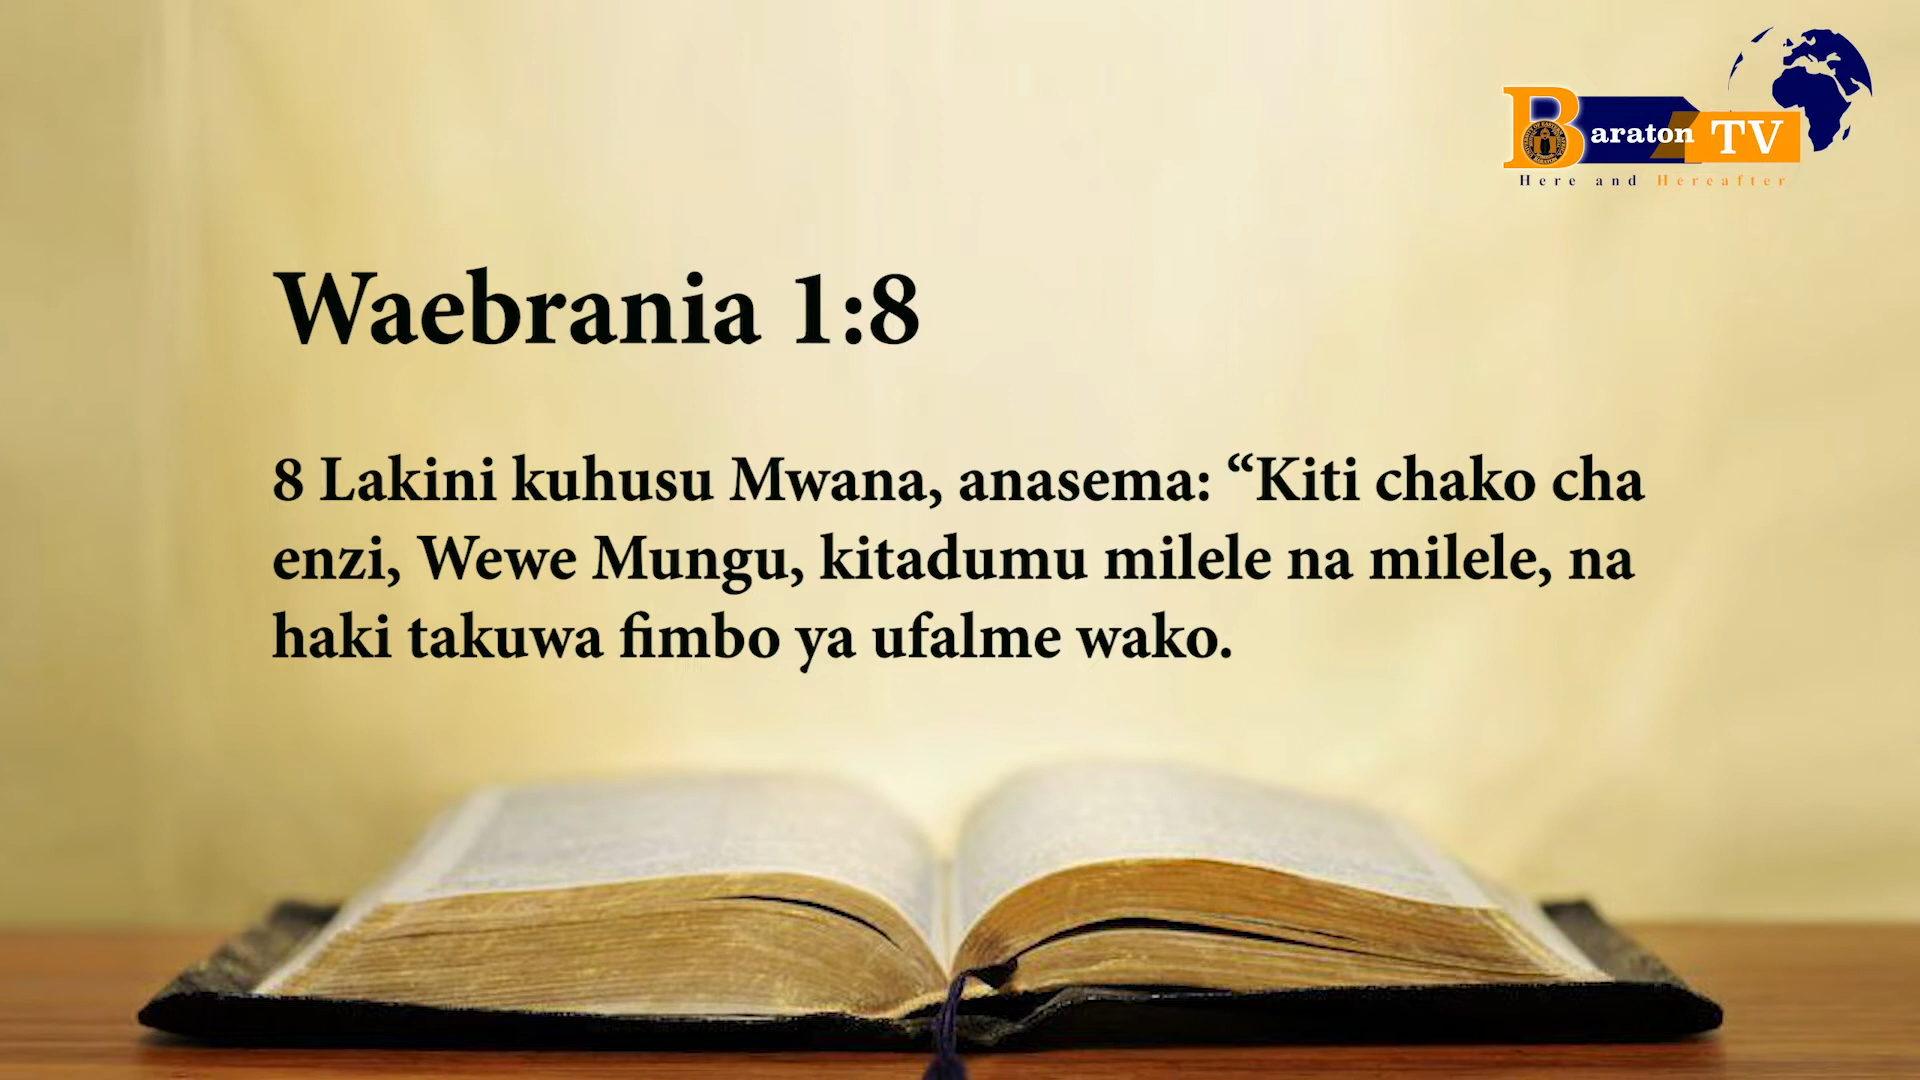 Baraton TV
Here and Hereafter
Waebrania 1:8
8 Lakini kuhusu Mwana, anasema: “Kiti chako cha
enzi, Wewe Mungu, kitadumu milele na milele, na
haki takuwa fimbo ya ufalme wako.